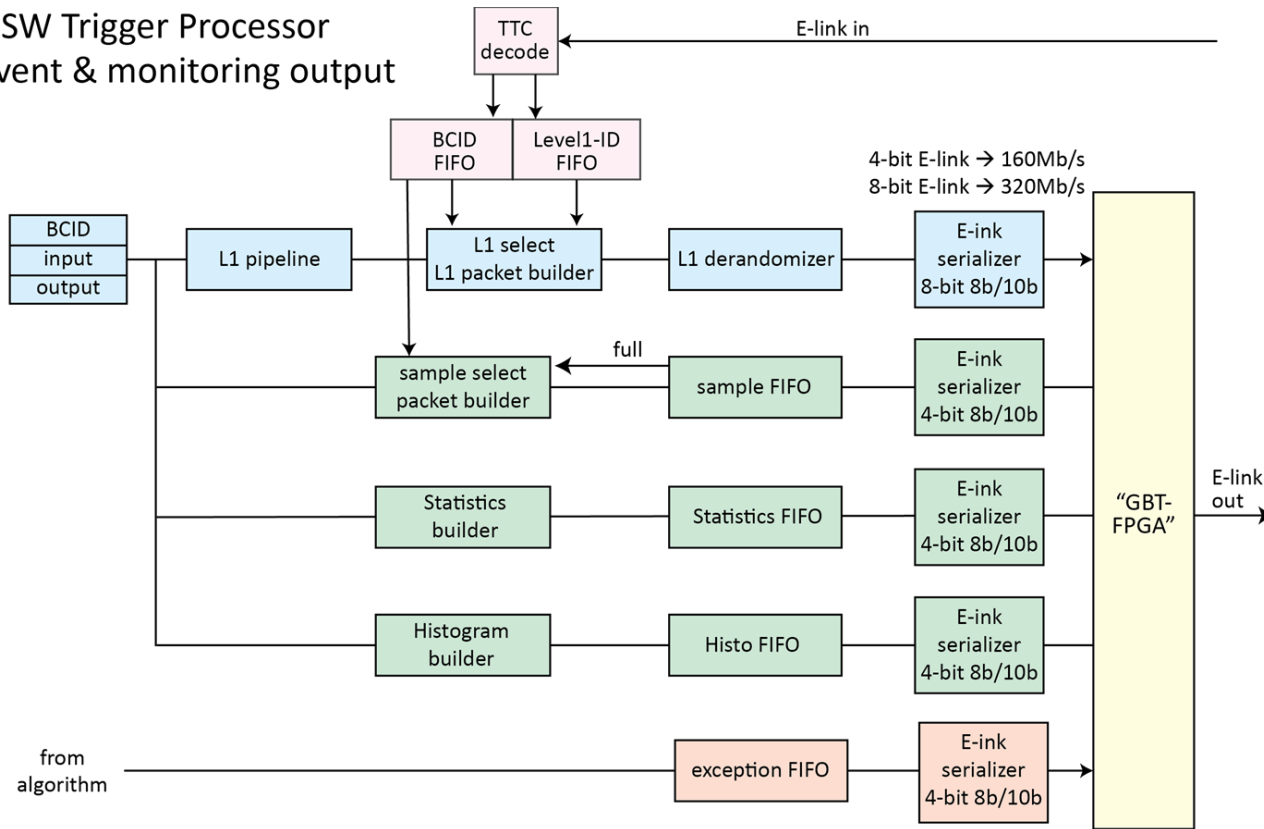 SW Trigger Processor
vent & monitoring output
TTC
decode
E-link in
BCID
FIFO
Level1-ID
FIFO
4-bit E-link → 160Mb/s
8-bit E-link → 320Mb/s
BCID
input
output
L1 pipeline
L1 select
L1 packet builder
L1 derandomizer
E-ink
serializer
8-bit 8b/10b
full
sample select
packet builder
sample FIFO
E-ink
serializer
4-bit 8b/10b
Statistics
builder
Statistics FIFO
E-ink
serializer
4-bit 8b/10b
"GBT-
FPGA"
E-link
out
Histogram
builder
Histo FIFO
E-ink
serializer
4-bit 8b/10b
from
algorithm
exception FIFO
E-ink
serializer
4-bit 8b/10b